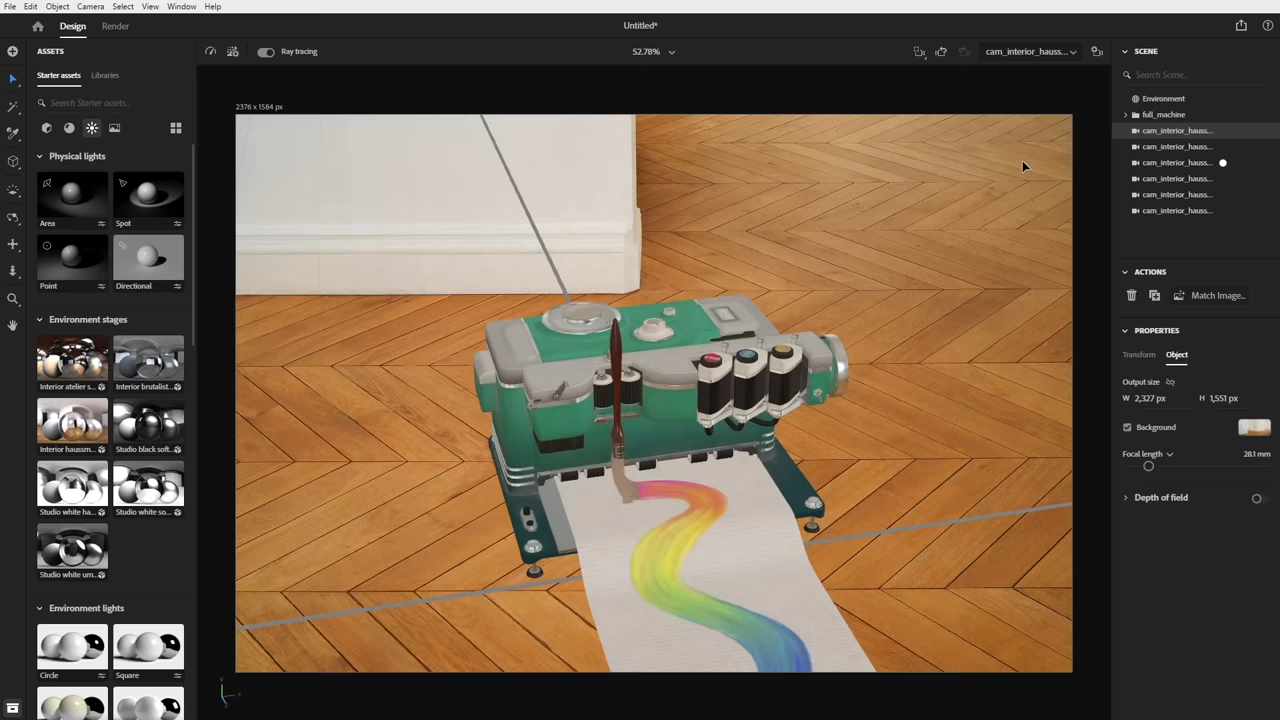 File Edit Object Camera Select View Window Help
Design Render Untitled*
ASSETS
Starter assets Libraries
Search Starter assets..
Physical lights
Area Spot
Point Directional
Environment stages
Interior atelier s... Interior brutalist...
Interior haussm... Studio black soft...
Studio white ha... Studio white so...
Studio white um...
Environment lights
Circle Square
Ray tracing 52.78% cam_interior_hauss...
2376 x 1584 px
SCENE
Search Scene...
Environment
full_machine
cam_interior_hauss...
cam_interior_hauss...
cam_interior_hauss...
cam_interior_hauss...
cam_interior_hauss...
cam_interior_hauss...
ACTIONS
Match Image...
PROPERTIES
Transform Object
Output size
W 2,327 px H 1,551 px
Background
Focal length 28.1 mm
Depth of field